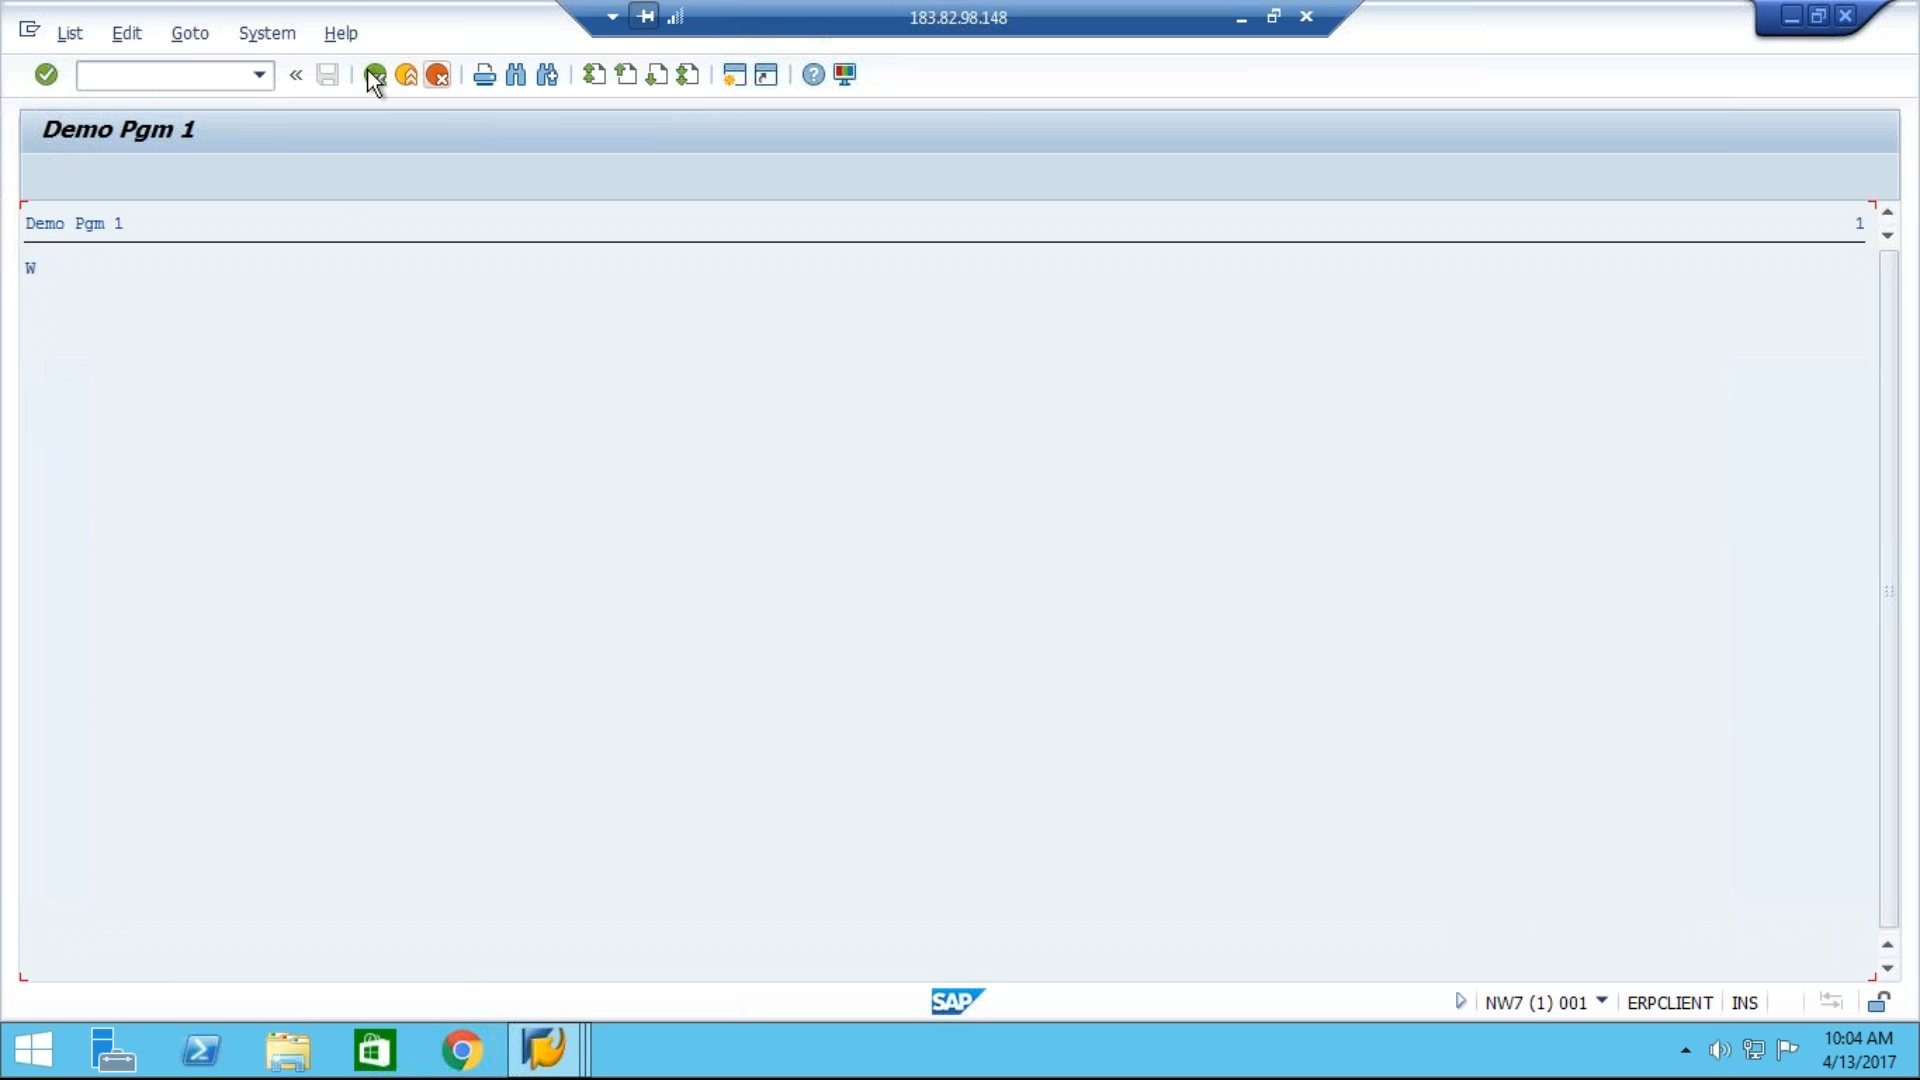 183.82.98.148
List Edit Goto System Help
Demo Pgm 1
Demo Pgm 1 1
W
SAP
NW7 (1) 001 ERPCLIENT INS
10:04 AM
4/13/2017